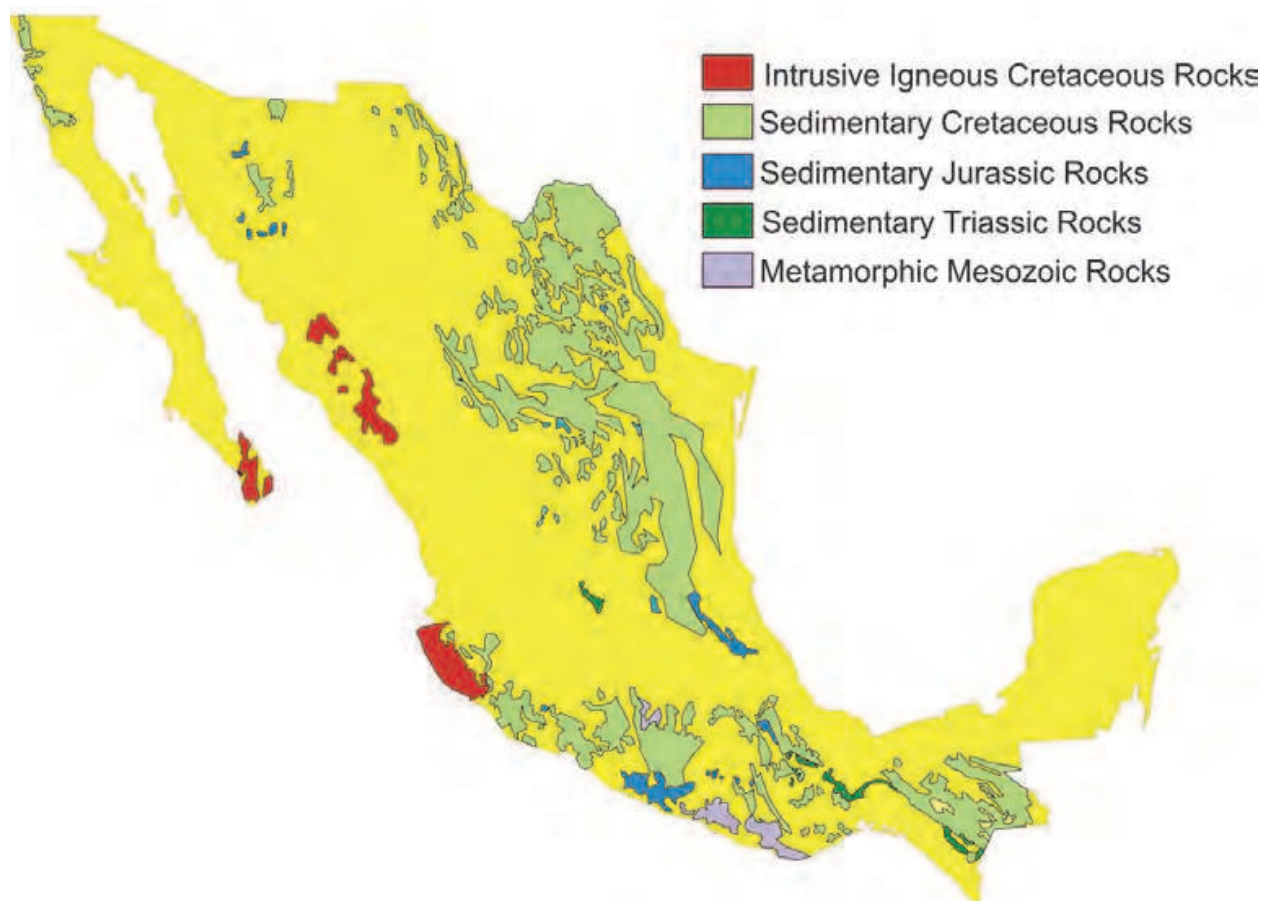 Intrusive Igneous Cretaceous Rocks
Sedimentary Cretaceous Rocks
Sedimentary Jurassic Rocks
Sedimentary Triassic Rocks
Metamorphic Mesozoic Rocks